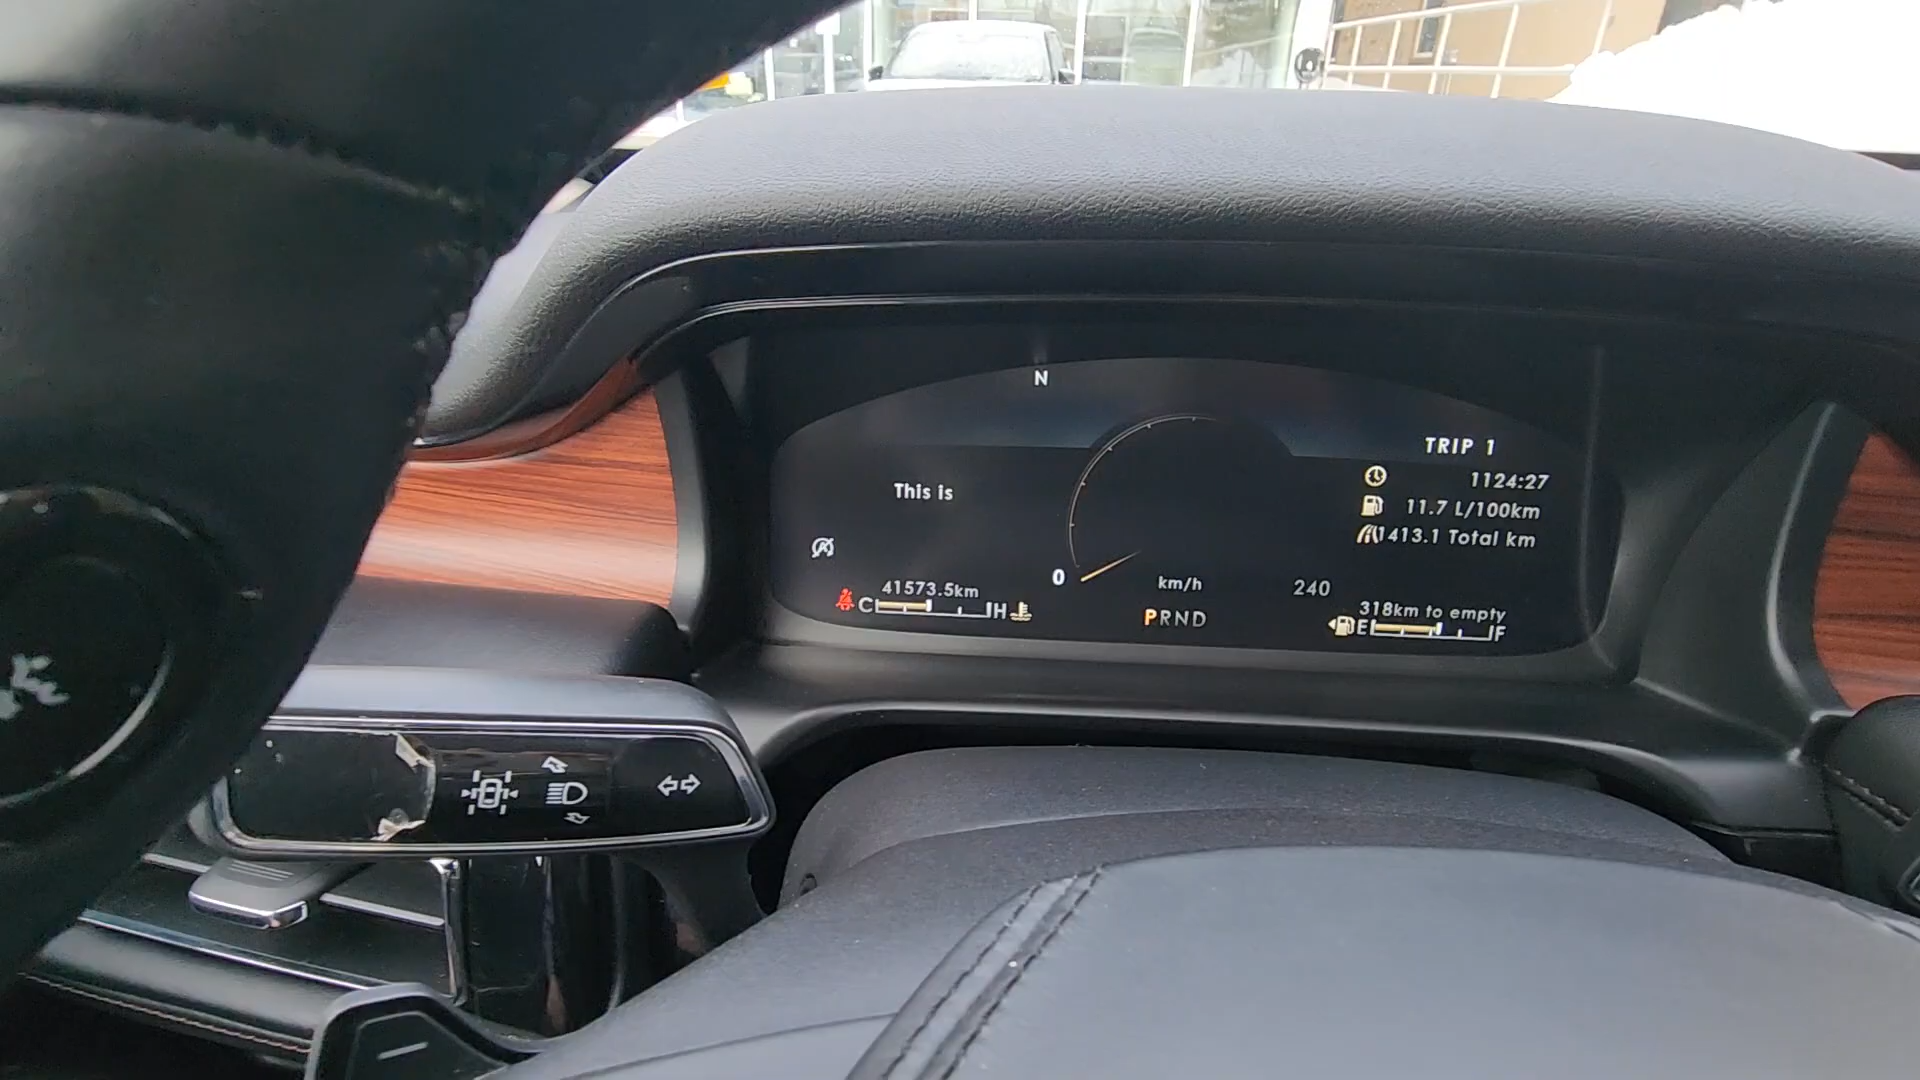 N
TRIP 1
1124:27
This is
11.7 L/100km
1413.1 Total km
0
km/h
240
41573.5km
C H
PRND
318km to empty
E F